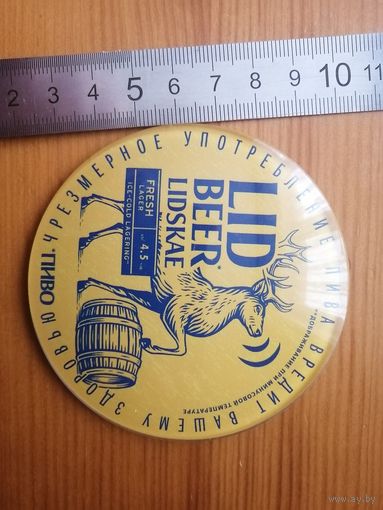 2 3 4 5 6 7 8 9 10 11
LID
BEER®
LIDSKAE
FRESH
LAGER
4,5
ICE-COLD LAGERING**
ПИВО
ЧРЕЗМЕРНОЕ УПОТРЕБЛЕНИЕ ПИВА ВРЕДИТ ВАШЕМУ ЗДОРОВЬЮ
**ДОБРАЖИВАНИЕ ПРИ МИНУСОВОЙ ТЕМПЕРАТУРЕ
www.ay.by